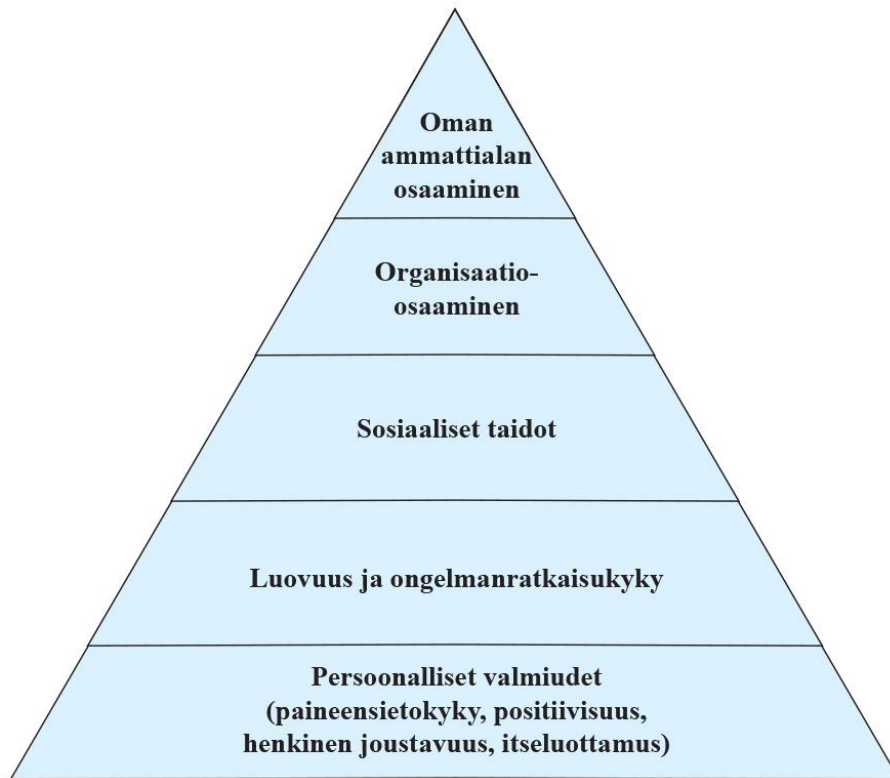 Oman
ammattialan
osaaminen
Organisaatio-
osaaminen
Sosiaaliset taidot
Luovuus ja ongelmanratkaisukyky
Persoonalliset valmiudet
(paineensietokyky, positiivisuus,
henkinen joustavuus, itseluottamus)